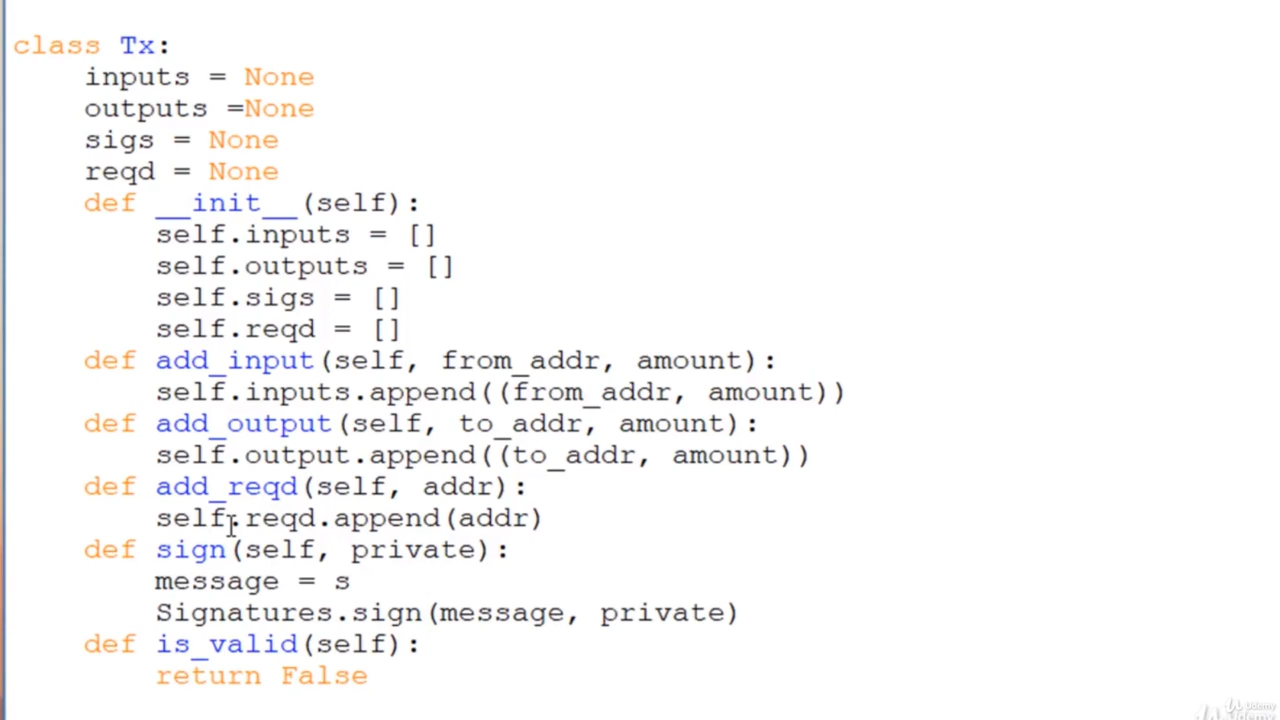 class Tx:
    inputs = None
    outputs =None
    sigs = None
    reqd = None
    def __init__(self):
        self.inputs = []
        self.outputs = []
        self.sigs = []
        self.reqd = []
    def add_input(self, from_addr, amount):
        self.inputs.append((from_addr, amount))
    def add_output(self, to_addr, amount):
        self.output.append((to_addr, amount))
    def add_reqd(self, addr):
        self.reqd.append(addr)
    def sign(self, private):
        message = s
        Signatures.sign(message, private)
    def is_valid(self):
        return False
Udemy
Udemy